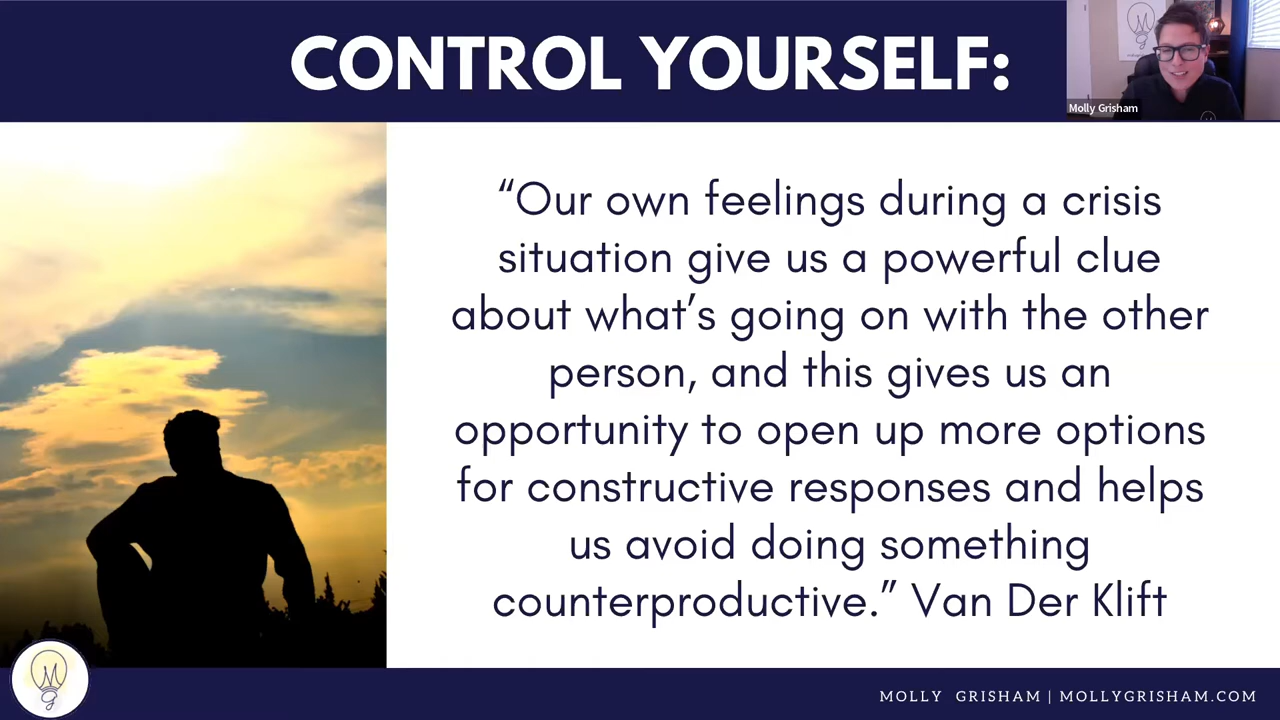 CONTROL YOURSELF:
Molly Grisham
“Our own feelings during a crisis
situation give us a powerful clue
about what’s going on with the other
person, and this gives us an
opportunity to open up more options
for constructive responses and helps
us avoid doing something
counterproductive.” Van Der Klift
MG
MOLLY GRISHAM | MOLLYGRISHAM.COM